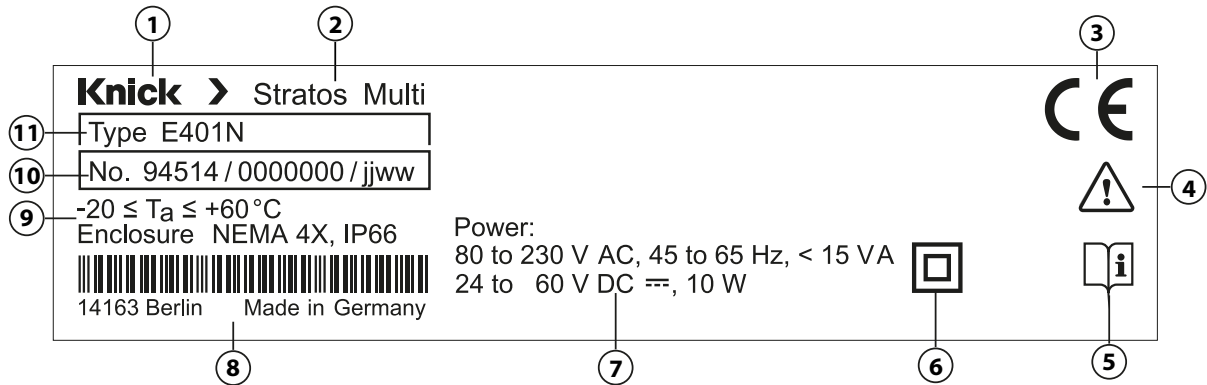 1
2
3
Knick > Stratos Multi
CE
11
Type E401N
10
No. 94514 / 0000000 / jjww
4
9
-20 ≤ Ta ≤ +60 °C
Enclosure NEMA 4X, IP66
Power:
80 to 230 V AC, 45 to 65 Hz, < 15 VA
24 to 60 V DC ⎓, 10 W
i
14163 Berlin Made in Germany
8
7
6
5